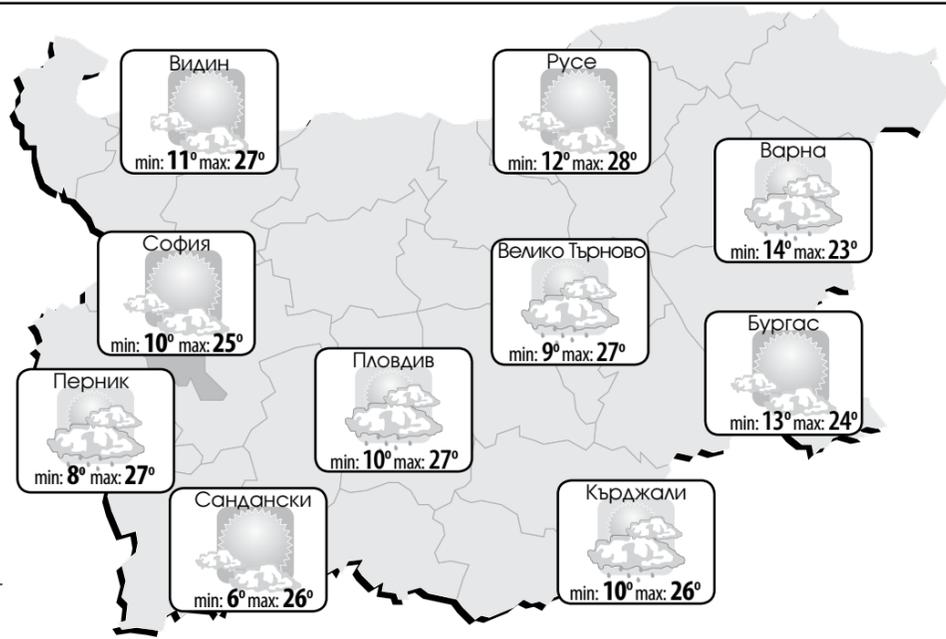 Видин
min: 11° max: 27°
Русе
min: 12° max: 28°
Варна
min: 14° max: 23°
София
min: 10° max: 25°
Велико Търново
min: 9° max: 27°
Бургас
min: 13° max: 24°
Пловдив
min: 10° max: 27°
Перник
min: 8° max: 27°
Сандански
min: 6° max: 26°
Кърджали
min: 10° max: 26°